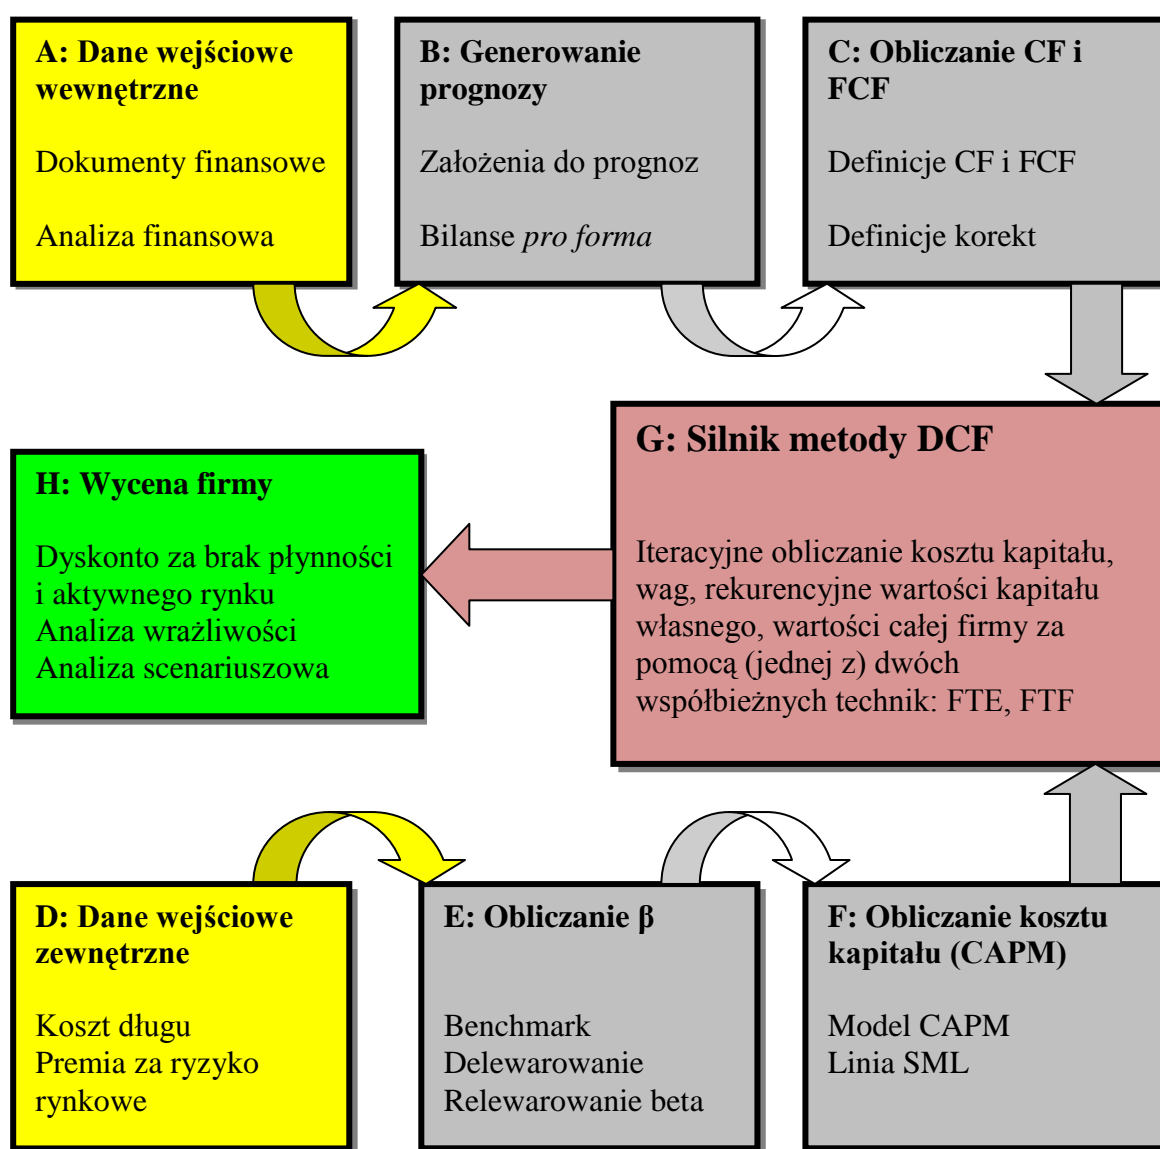 A: Dane wejściowe
wewnętrzne
Dokumenty finansowe
Analiza finansowa
B: Generowanie
prognozy
Założenia do prognoz
Bilanse pro forma
C: Obliczanie CF i
FCF
Definicje CF i FCF
Definicje korekt
G: Silnik metody DCF
Iteracyjne obliczanie kosztu kapitału,
wag, rekurencyjne wartości kapitału
własnego, wartości całej firmy za
pomocą (jednej z) dwóch
współbieżnych technik: FTE, FTF
H: Wycena firmy
Dyskonto za brak płynności
i aktywnego rynku
Analiza wrażliwości
Analiza scenariuszowa
D: Dane wejściowe
zewnętrzne
Koszt długu
Premia za ryzyko
rynkowe
E: Obliczanie β
Benchmark
Delewarowanie
Relewarowanie beta
F: Obliczanie kosztu
kapitału (CAPM)
Model CAPM
Linia SML